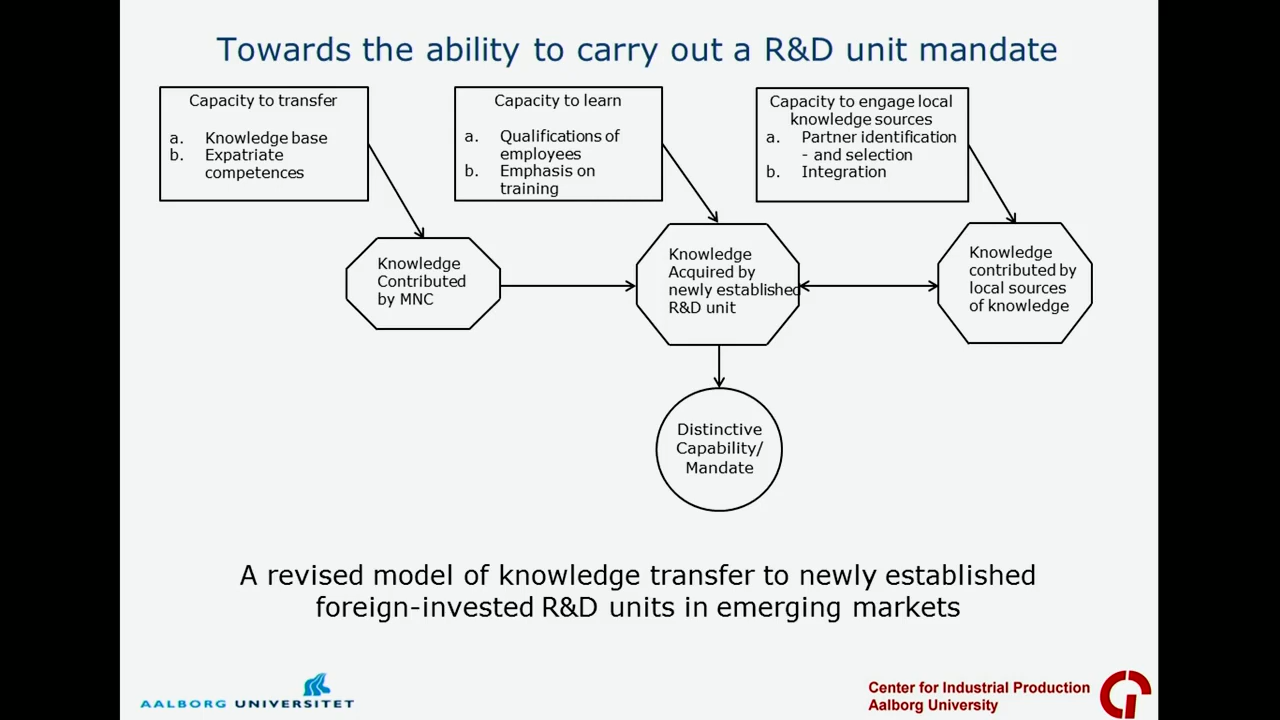 Towards the ability to carry out a R&D unit mandate
Capacity to transfer
a. Knowledge base
b. Expatriate
competences
Capacity to learn
a. Qualifications of
employees
b. Emphasis on
training
Capacity to engage local
knowledge sources
a. Partner identification
- and selection
b. Integration
Knowledge
Contributed
by MNC
Knowledge
Acquired by
newly established
R&D unit
Knowledge
contributed by
local sources
of knowledge
Distinctive
Capability/
Mandate
A revised model of knowledge transfer to newly established
foreign-invested R&D units in emerging markets
AALBORG UNIVERSITET
Center for Industrial Production
Aalborg University